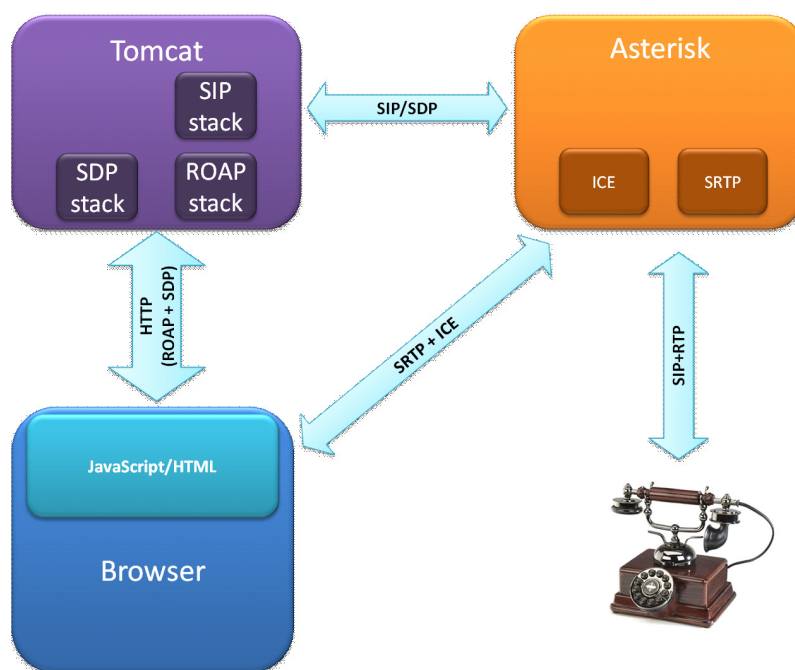 Tomcat
SIP
stack
SDP
stack
ROAP
stack
SIP/SDP
Asterisk
ICE
SRTP
HTTP
(ROAP + SDP)
SRTP + ICE
SIP+RTP
JavaScript/HTML
Browser